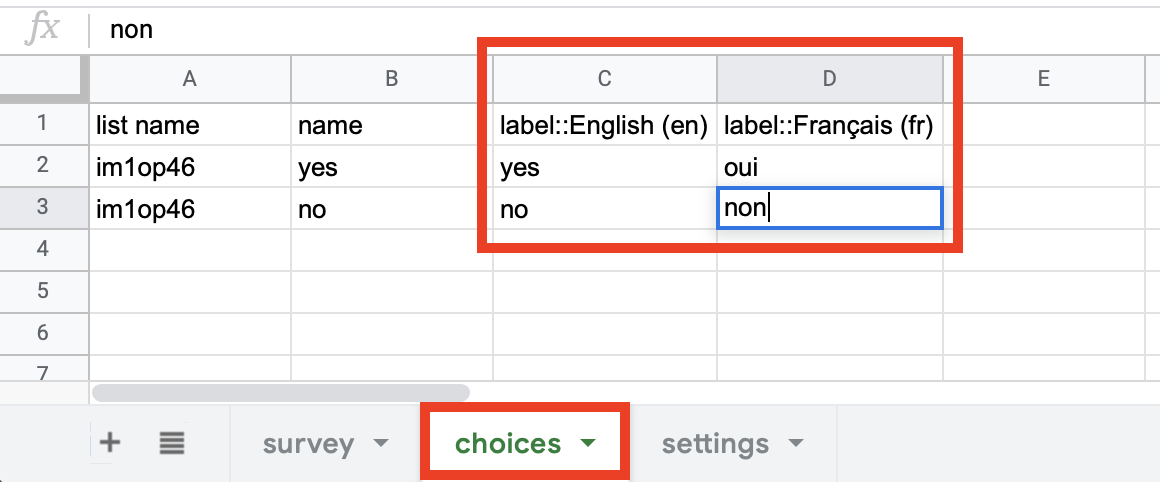 fx non
A B C D E
1 list name name label::English (en) label::Français (fr)
2 im1op46 yes yes oui
3 im1op46 no no non
4
5
6
7
+ survey choices settings